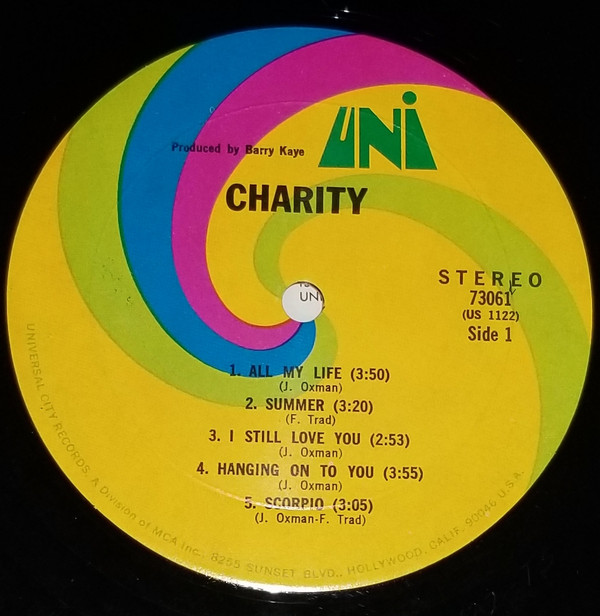 UNI
Produced by Barry Kaye
CHARITY
STEREO
73061
(US 1122)
Side 1
UNI
1. ALL MY LIFE (3:50)
(J. Oxman)
2. SUMMER (3:20)
(F. Trad)
3. I STILL LOVE YOU (2:53)
(J. Oxman)
4. HANGING ON TO YOU (3:55)
(J. Oxman)
5. SCORPIO (3:05)
(J. Oxman-F. Trad)
UNIVERSAL CITY RECORDS. A Division of MCA Inc., 8255 SUNSET BLVD., HOLLYWOOD, CALIF. 90046 U.S.A.